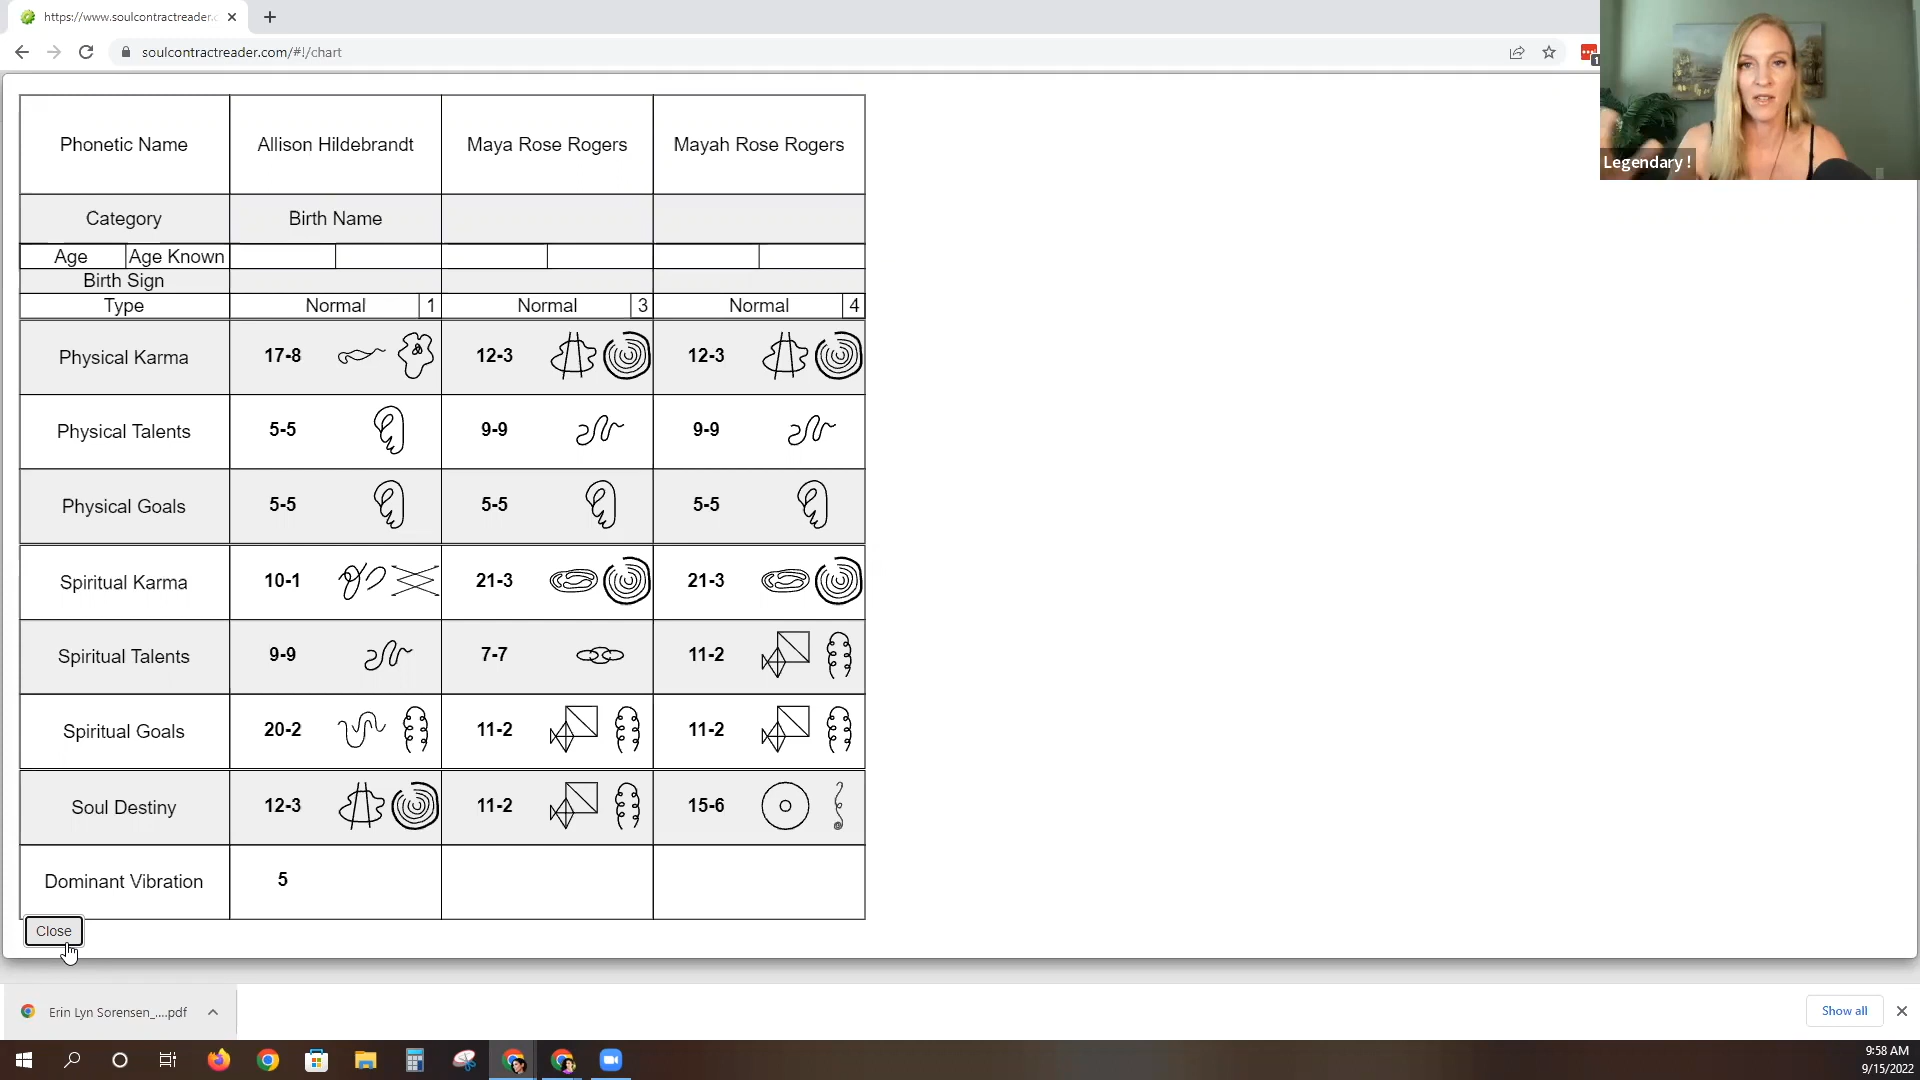 https://www.soulcontractreader.c
soulcontractreader.com/#!/chart
1
Legendary !
Phonetic Name Allison Hildebrandt Maya Rose Rogers Mayah Rose Rogers
Category Birth Name
Age Age Known
Birth Sign
Type Normal 1 Normal 3 Normal 4
Physical Karma 17-8 12-3 12-3
Physical Talents 5-5 9-9 9-9
Physical Goals 5-5 5-5 5-5
Spiritual Karma 10-1 21-3 21-3
Spiritual Talents 9-9 7-7 11-2
Spiritual Goals 20-2 11-2 11-2
Soul Destiny 12-3 11-2 15-6
Dominant Vibration 5
Close
Erin Lyn Sorensen_....pdf
Show all
9:58 AM
9/15/2022